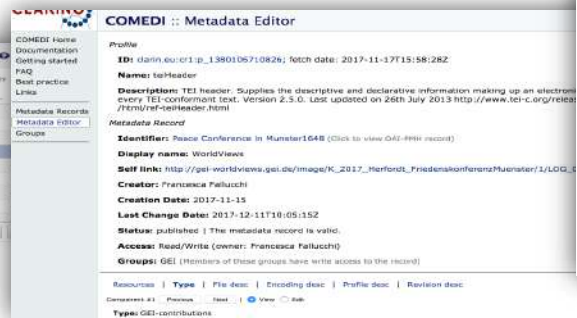 CLARINO
COMEDI :: Metadata Editor
COMEDI Home
Documentation
Getting started
FAQ
Best practice
Links
Metadata Records
Metadata Editor
Groups
Profile
ID: clarin.eu:cr1:p_1380106710826; fetch date: 2017-11-17T15:58:28Z
Name: teiHeader
Description: TEI header. Supplies the descriptive and declarative information making up an electroni
every TEI-conformant text. Version 2.5.0. Last updated on 26th July 2013 http://www.tei-c.org/releas
/html/ref-teiHeader.html
Metadata Record
Identifier: Peace Conference in Munster1648 (Click to view OAI-PMH record)
Display name: WorldViews
Self link: http://gei-worldviews.gei.de/image/K_2017_Herfordt_FriedenskonferenzMuenster/1/LOG_0
Creator: Francesca Fallucchi
Creation Date: 2017-11-15
Last Change Date: 2017-12-11T10:05:15Z
Status: published | The metadata record is valid.
Access: Read/Write (owner: Francesca Fallucchi)
Groups: GEI (Members of these groups have write access to the record)
Resources | Type | File desc | Encoding desc | Profile desc | Revision desc
Component #1 Previous Next | View Edit
Type: GEI-contributions